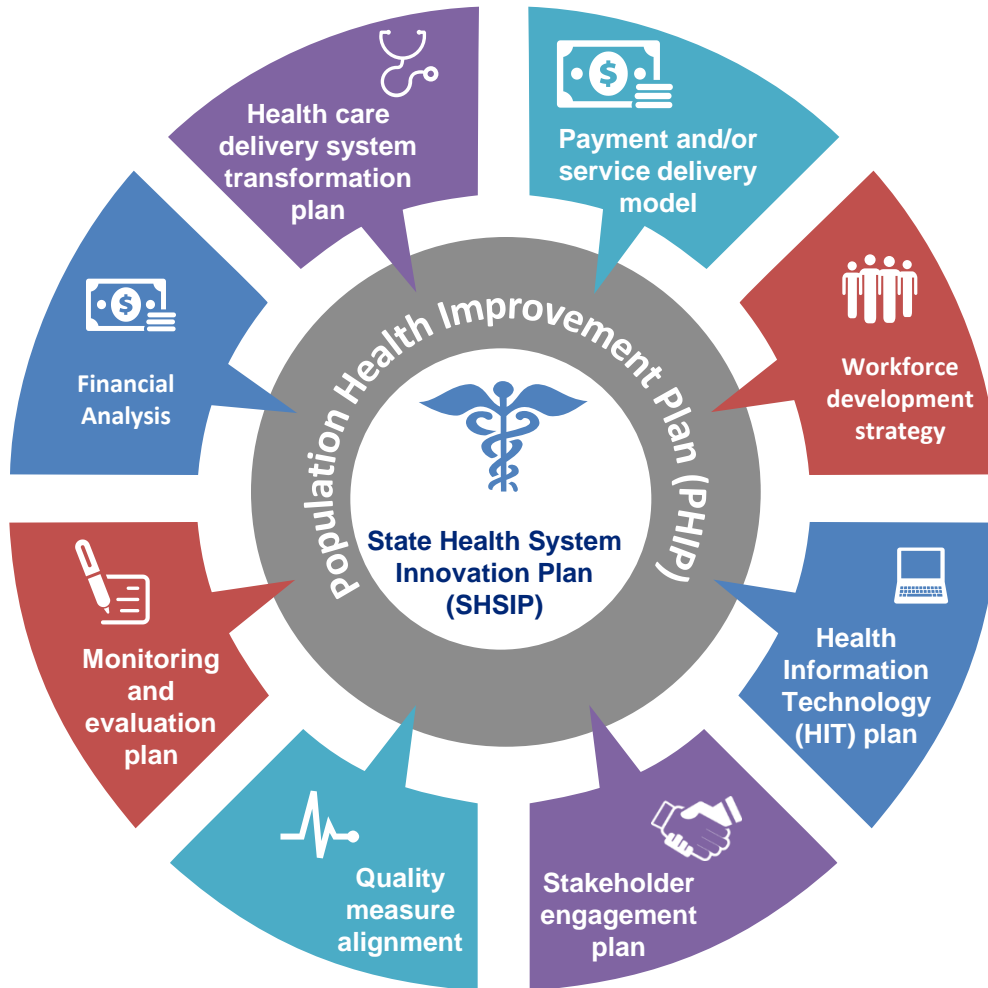 Health care
delivery system
transformation
plan
$
Payment and/or
service delivery
model
$
Financial
Analysis
Workforce
development
strategy
Population Health Improvement Plan (PHIP)
State Health System
Innovation Plan
(SHSIP)
Monitoring
and
evaluation
plan
Health
Information
Technology
(HIT) plan
Quality
measure
alignment
Stakeholder
engagement
plan